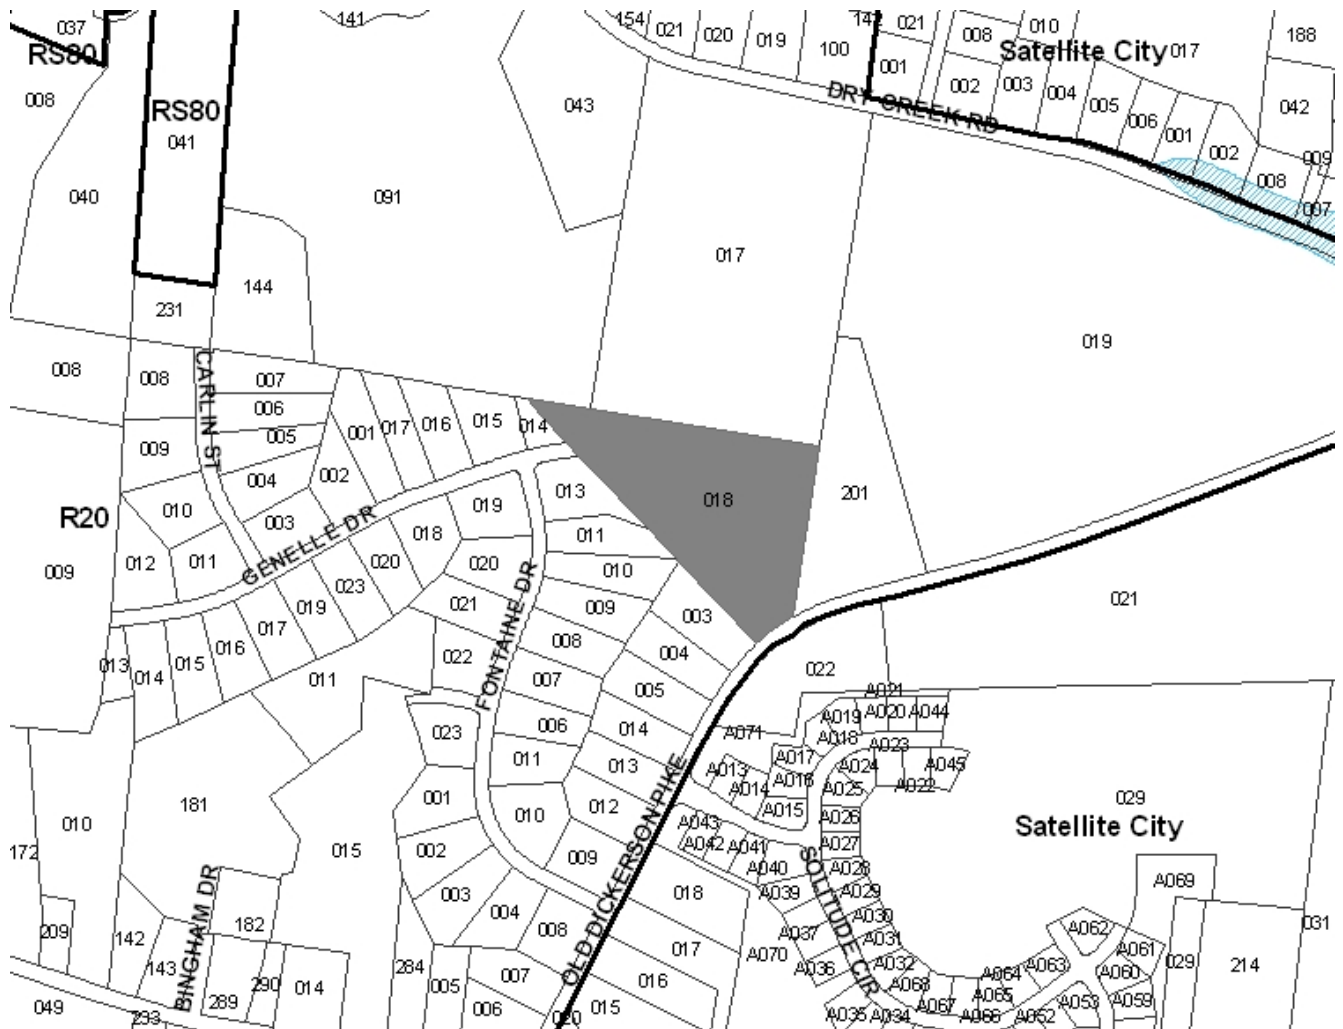 037
RS80
008
040
RS80
041
141
091
043
144
231
154
021
020
019
100
142
021
001
008
010
002
003
004
005
006
001
002
008
Satellite City
017
188
042
009
007
DRY CREEK RD
017
019
008
008
009
010
012
011
CARLIN ST
007
006
005
004
003
002
001
017
016
015
014
R20
009
GENELLE DR
018
019
020
023
019
017
016
015
014
013
020
021
022
023
013
011
010
009
008
007
006
011
010
009
003
004
005
014
013
012
018
201
021
022
FONTAINE DR
OLD DICKERSON PIKE
011
181
010
172
209
142
143
182
289
290
014
015
284
BINGHAM DR
049
233
001
002
003
004
008
005
007
006
020
015
016
017
018
A071
A013
A014
A015
A016
A017
A018
A019
A020
A021
A044
A023
A024
A045
A022
A025
A026
A027
A028
A029
A030
A031
A032
A068
A067
A066
A065
A064
A063
A062
A061
A060
A059
A053
A052
A034
A035
A036
A037
A039
A040
A041
A042
A043
A070
SOLITUDE CIR
029
Satellite City
A069
029
214
031